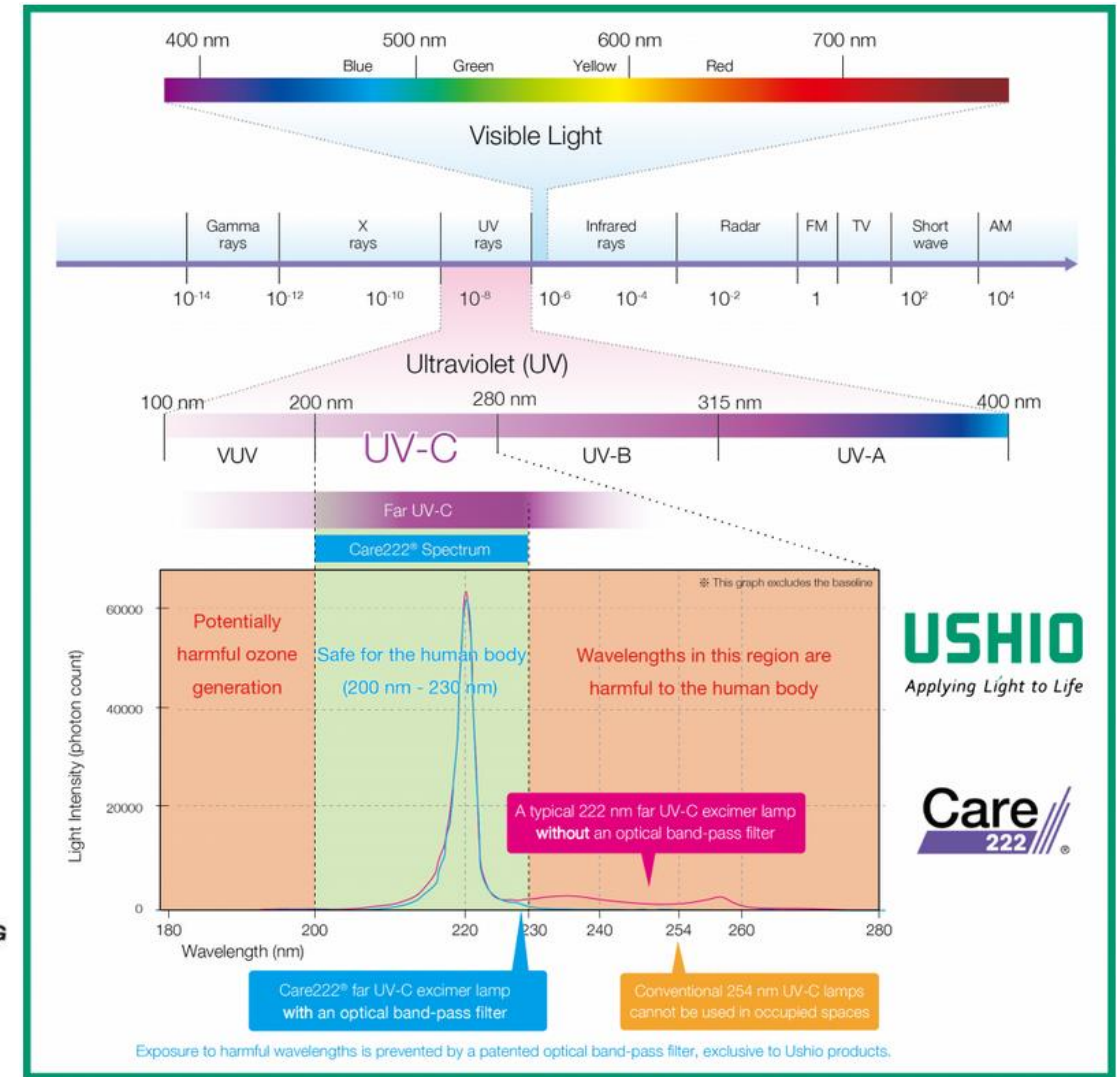 400 nm 500 nm 600 nm 700 nm
Blue Green Yellow Red
Visible Light
Gamma rays
X rays
UV rays
Infrared rays
Radar
FM
TV
Short wave
AM
10⁻¹⁴ 10⁻¹² 10⁻¹⁰ 10⁻⁸ 10⁻⁶ 10⁻⁴ 10⁻² 1 10² 10⁴
Ultraviolet (UV)
100 nm 200 nm 280 nm 315 nm 400 nm
VUV UV-C UV-B UV-A
Far UV-C
Care222® Spectrum
※ This graph excludes the baseline
Light Intensity (photon count)
60000
40000
20000
0
Potentially
harmful ozone
generation
Safe for the human body
(200 nm - 230 nm)
Wavelengths in this region are
harmful to the human body
A typical 222 nm far UV-C excimer lamp
without an optical band-pass filter
180 200 220 230 240 254 260 280
Wavelength (nm)
Care222® far UV-C excimer lamp
with an optical band-pass filter
Conventional 254 nm UV-C lamps
cannot be used in occupied spaces
Exposure to harmful wavelengths is prevented by a patented optical band-pass filter, exclusive to Ushio products.
USHIO
Applying Light to Life
Care
222®
G